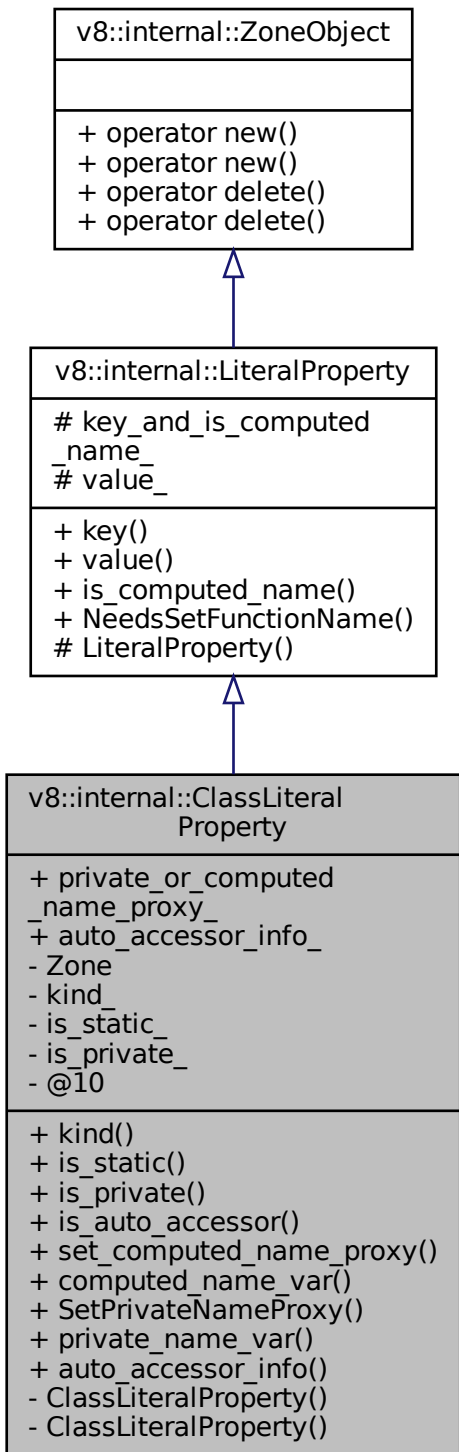 v8::internal::ZoneObject
+ operator new()
+ operator new()
+ operator delete()
+ operator delete()
v8::internal::LiteralProperty
# key_and_is_computed
_name_
# value_
+ key()
+ value()
+ is_computed_name()
+ NeedsSetFunctionName()
# LiteralProperty()
v8::internal::ClassLiteral
Property
+ private_or_computed
_name_proxy_
+ auto_accessor_info_
- Zone
- kind_
- is_static_
- is_private_
- @10
+ kind()
+ is_static()
+ is_private()
+ is_auto_accessor()
+ set_computed_name_proxy()
+ computed_name_var()
+ SetPrivateNameProxy()
+ private_name_var()
+ auto_accessor_info()
- ClassLiteralProperty()
- ClassLiteralProperty()